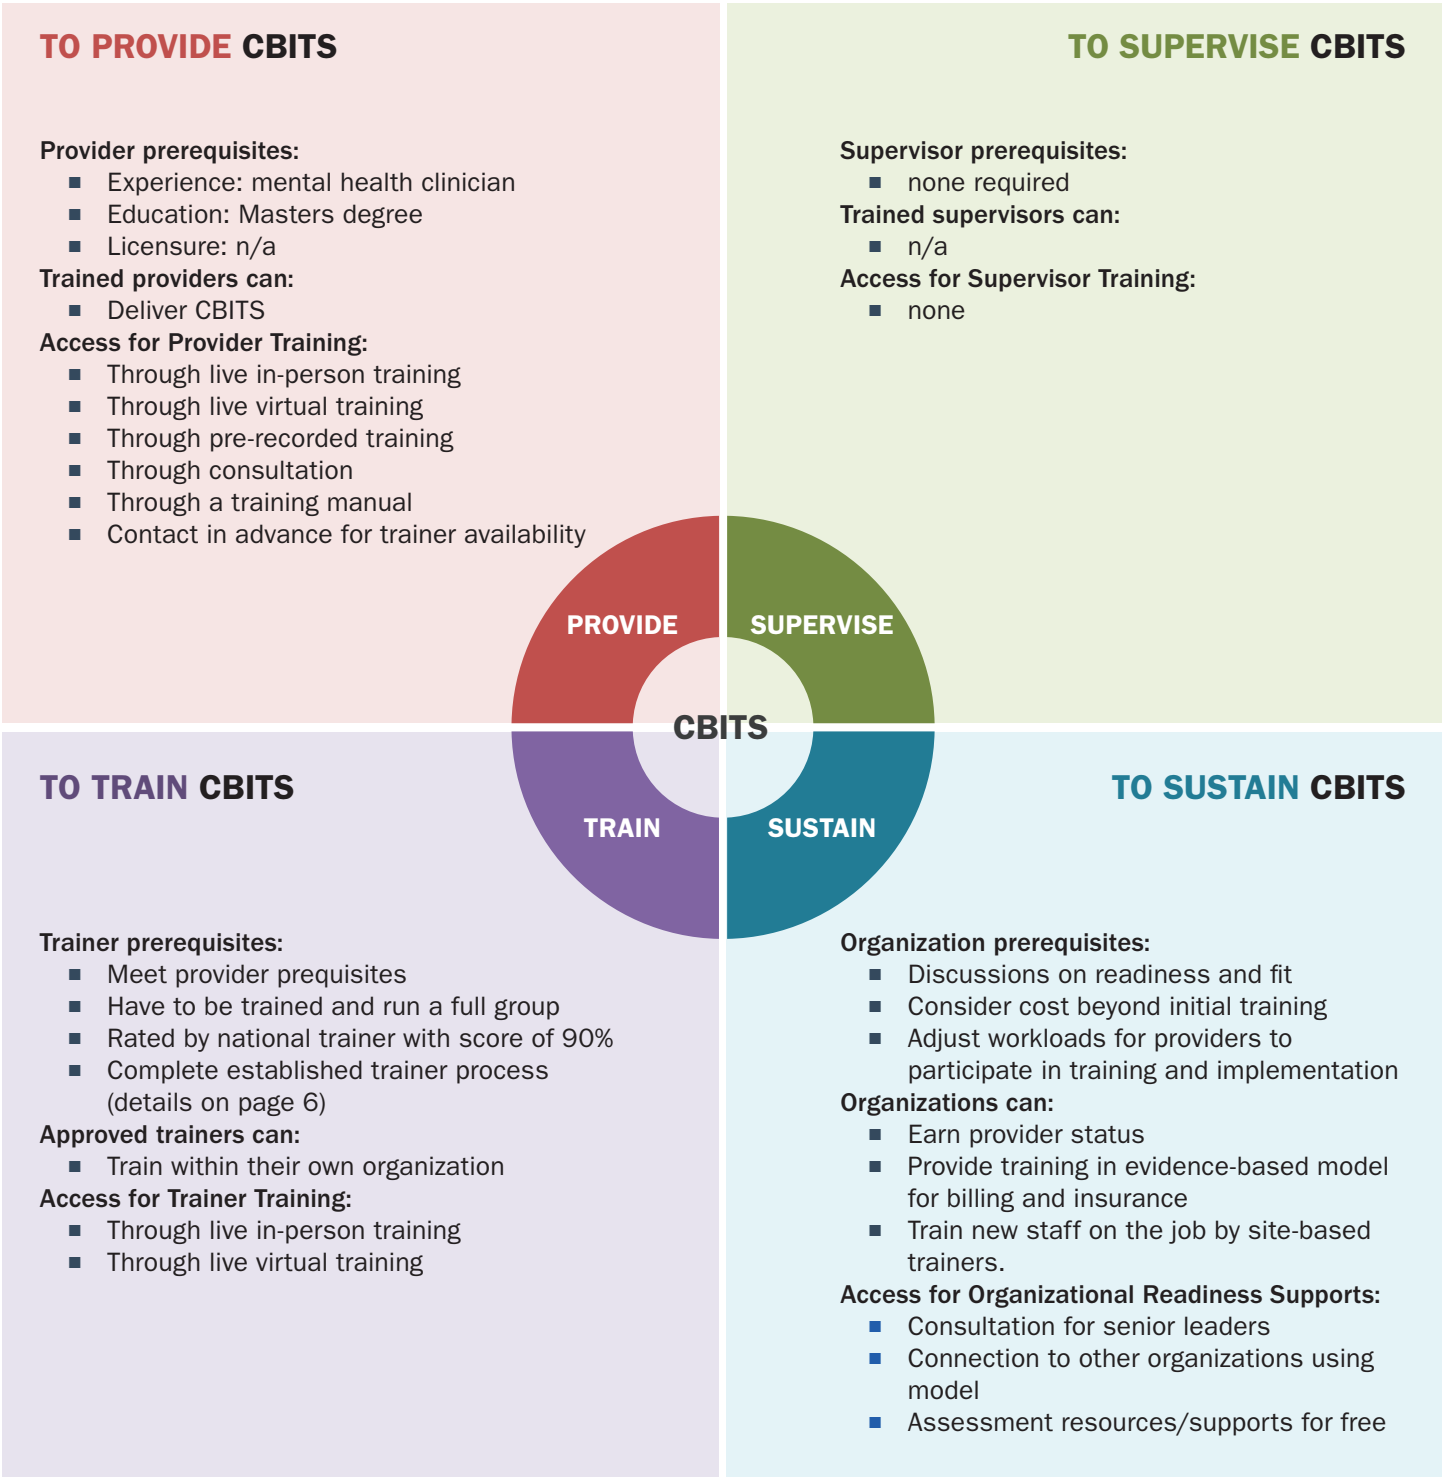 TO PROVIDE CBITS
Provider prerequisites:
■ Experience: mental health clinician
■ Education: Masters degree
■ Licensure: n/a
Trained providers can:
■ Deliver CBITS
Access for Provider Training:
■ Through live in-person training
■ Through live virtual training
■ Through pre-recorded training
■ Through consultation
■ Through a training manual
■ Contact in advance for trainer availability
TO SUPERVISE CBITS
Supervisor prerequisites:
■ none required
Trained supervisors can:
■ n/a
Access for Supervisor Training:
■ none
PROVIDE
SUPERVISE
CBITS
TRAIN
SUSTAIN
TO TRAIN CBITS
Trainer prerequisites:
■ Meet provider prequisites
■ Have to be trained and run a full group
■ Rated by national trainer with score of 90%
■ Complete established trainer process
(details on page 6)
Approved trainers can:
■ Train within their own organization
Access for Trainer Training:
■ Through live in-person training
■ Through live virtual training
TO SUSTAIN CBITS
Organization prerequisites:
■ Discussions on readiness and fit
■ Consider cost beyond initial training
■ Adjust workloads for providers to
participate in training and implementation
Organizations can:
■ Earn provider status
■ Provide training in evidence-based model
for billing and insurance
■ Train new staff on the job by site-based
trainers.
Access for Organizational Readiness Supports:
■ Consultation for senior leaders
■ Connection to other organizations using
model
■ Assessment resources/supports for free